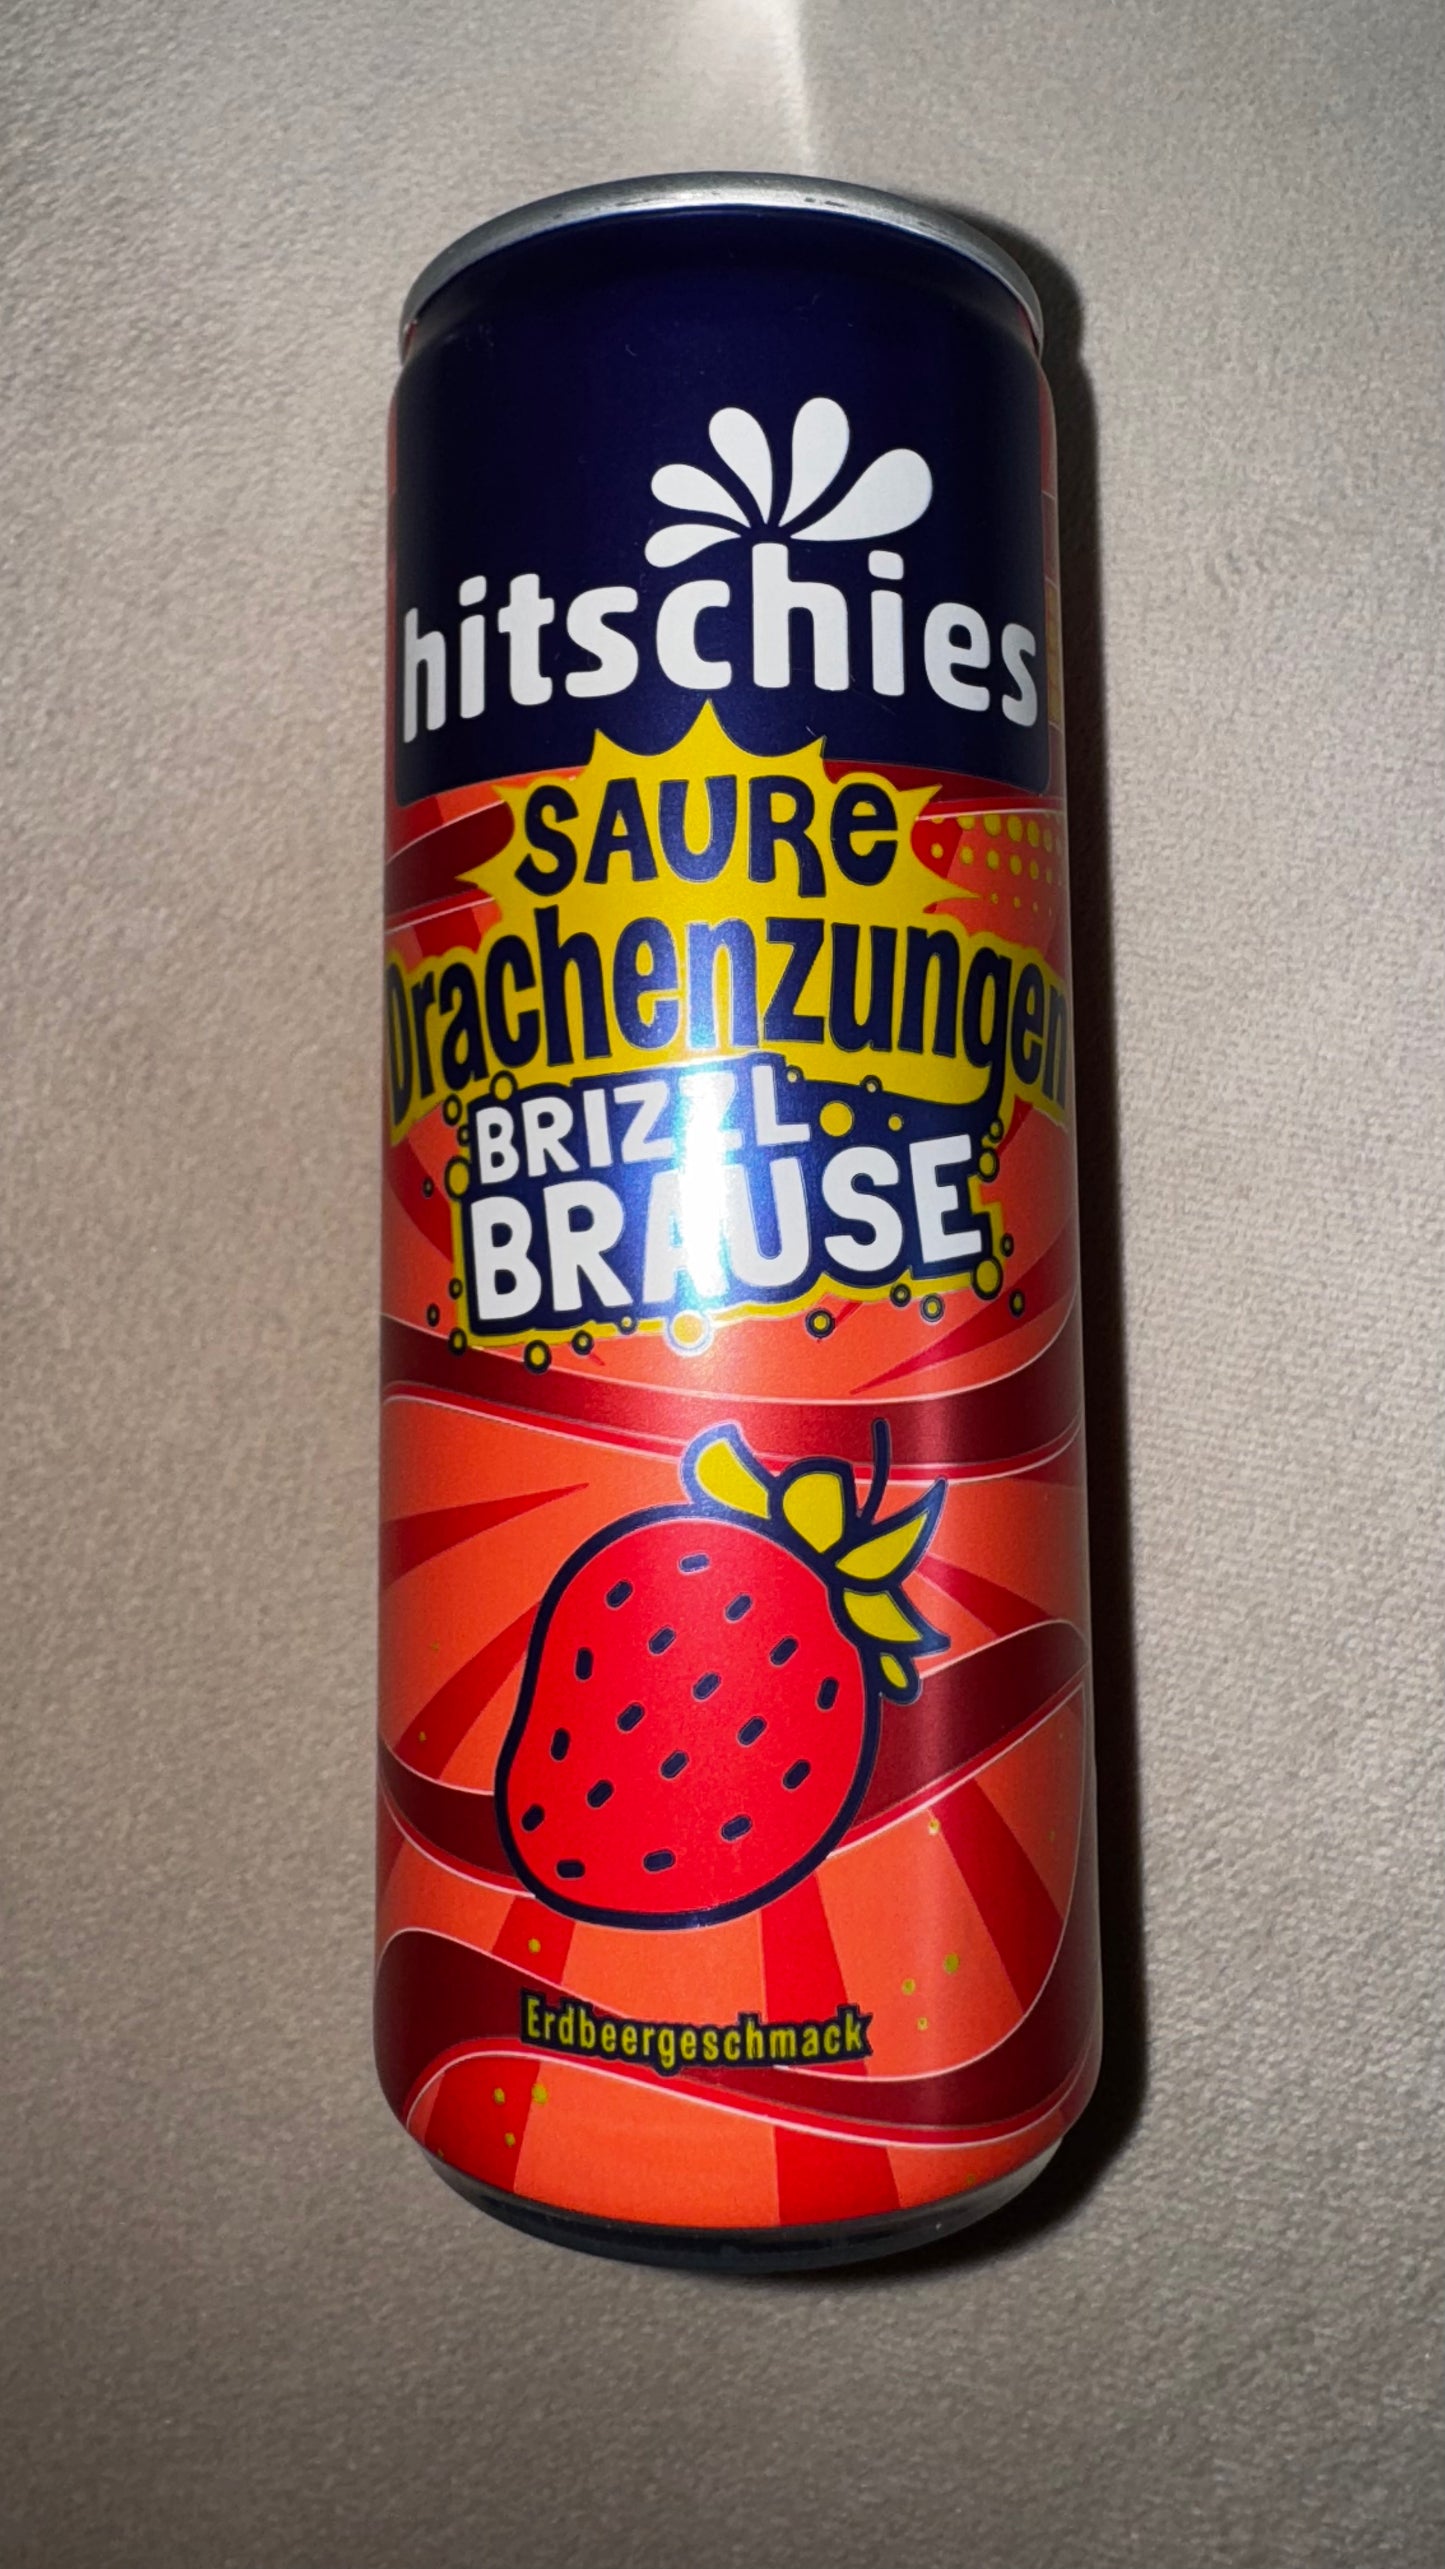 hitschies
SAURe
Drachenzungen
BRIZZL
BRAUSE
Erdbeergeschmack